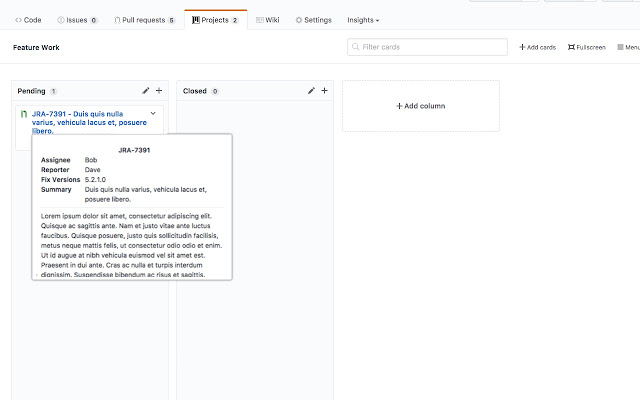 Code Issues 0 Pull requests 5 Projects 2 Wiki Settings Insights
Feature Work Filter cards Add cards Fullscreen Menu
Pending 1
Closed 0
Add column
JRA-7391 - Duis quis nulla
varius, vehicula lacus et, posuere
libero.
JRA-7391
Assignee Bob
Reporter Dave
Fix Versions 5.2.1.0
Summary Duis quis nulla varius, vehicula lacus et,
posuere libero.
Lorem ipsum dolor sit amet, consectetur adipiscing elit.
Quisque ac sagittis ante. Nam et justo vitae ante luctus
faucibus. Quisque posuere, justo quis sollicitudin facilisis,
metus neque mattis felis, ut consectetur odio odio et enim.
Ut id augue at nibh vehicula euismod vel sit amet est.
Praesent in dui ante. Cras ac nulla et turpis interdum
dignissim. Suspendisse bibendum ac risus et sagittis.